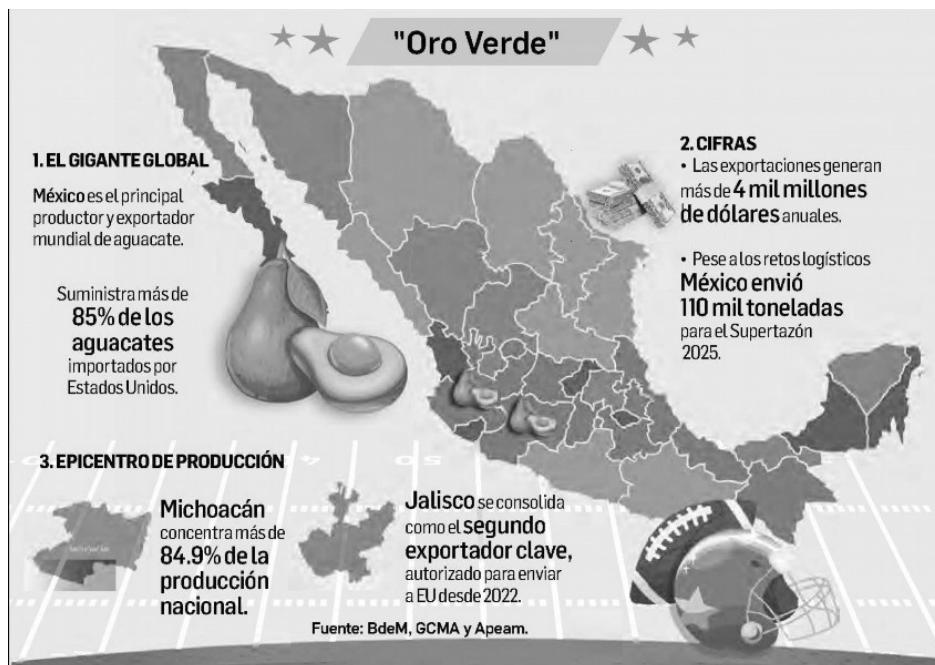 "Oro Verde"
1. EL GIGANTE GLOBAL
México es el principal
productor y exportador
mundial de aguacate.
Suministra más de
85% de los
aguacates
importados por
Estados Unidos.
2. CIFRAS
• Las exportaciones generan
más de 4 mil millones
de dólares anuales.
• Pese a los retos logísticos
México envió
110 mil toneladas
para el Supertazón
2025.
3. EPICENTRO DE PRODUCCIÓN
Michoacán
concentra más de
84.9% de la
producción
nacional.
Jalisco se consolida
como el segundo
exportador clave,
autorizado para enviar
a EU desde 2022.
Fuente: BdeM, GCMA y Apeam.
4
50